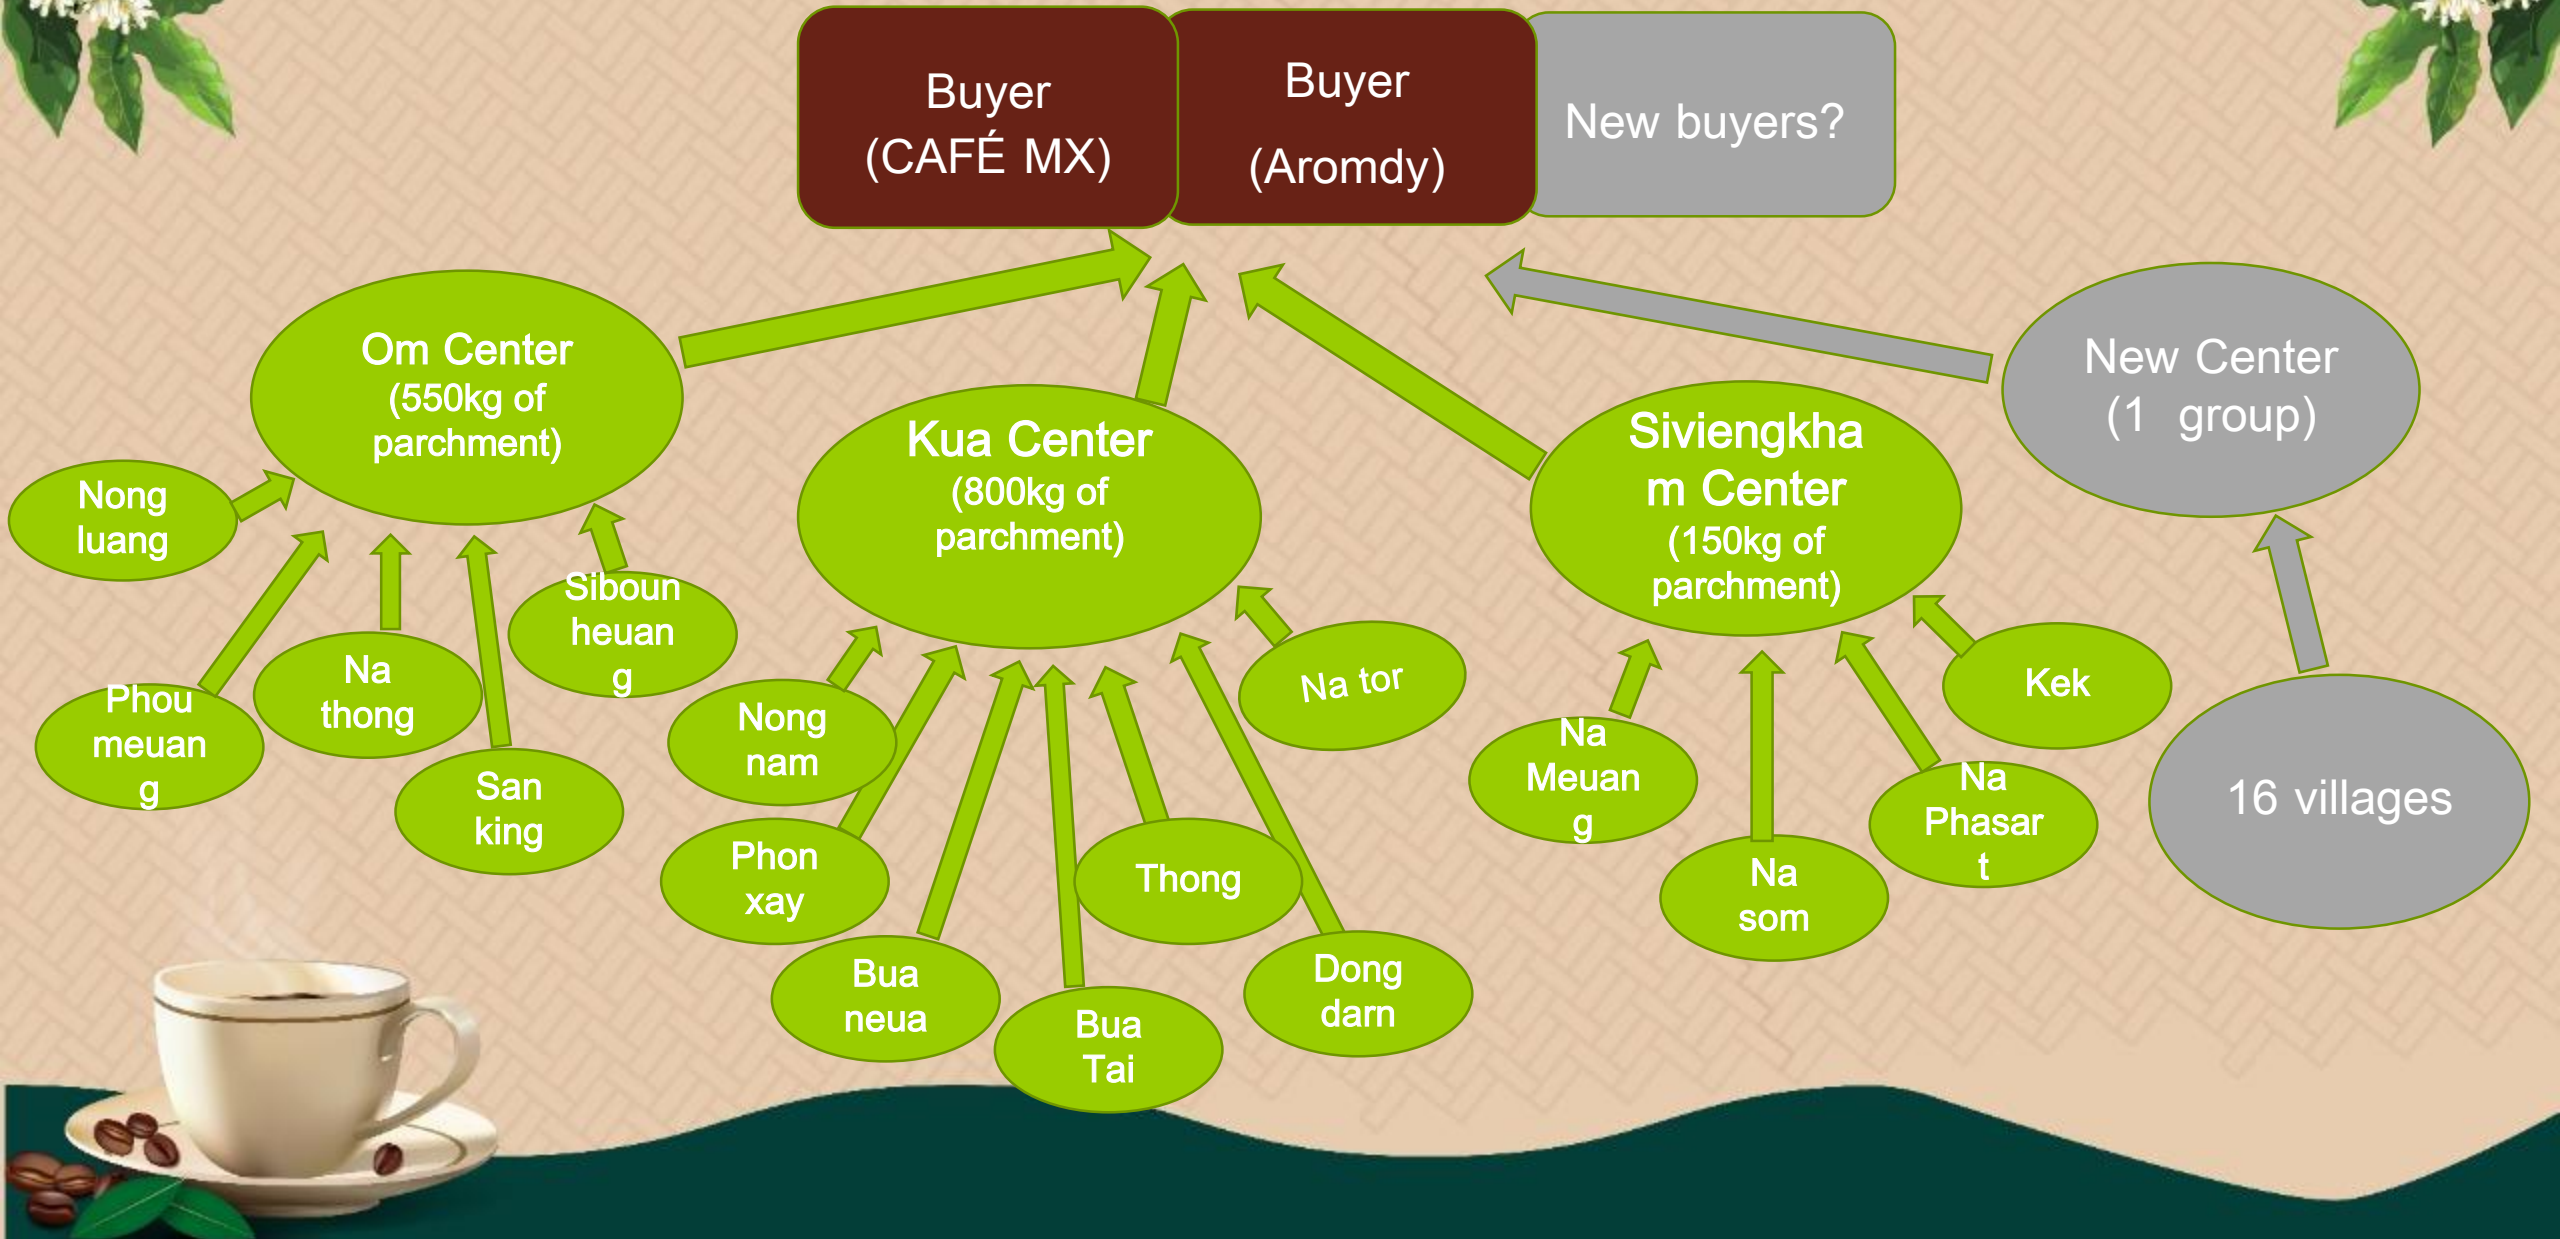 Buyer
(CAFÉ MX)
Buyer
(Aromdy)
New buyers?
Om Center
(550kg of
parchment)
Kua Center
(800kg of
parchment)
Siviengkha
m Center
(150kg of
parchment)
New Center
(1 group)
Nong
luang
Phou
meuan
g
Na
thong
San
king
Siboun
heuan
g
Nong
nam
Phon
xay
Bua
neua
Bua
Tai
Thong
Dong
darn
Na tor
Na
Meuan
g
Na
som
Na
Phasar
t
Kek
16 villages